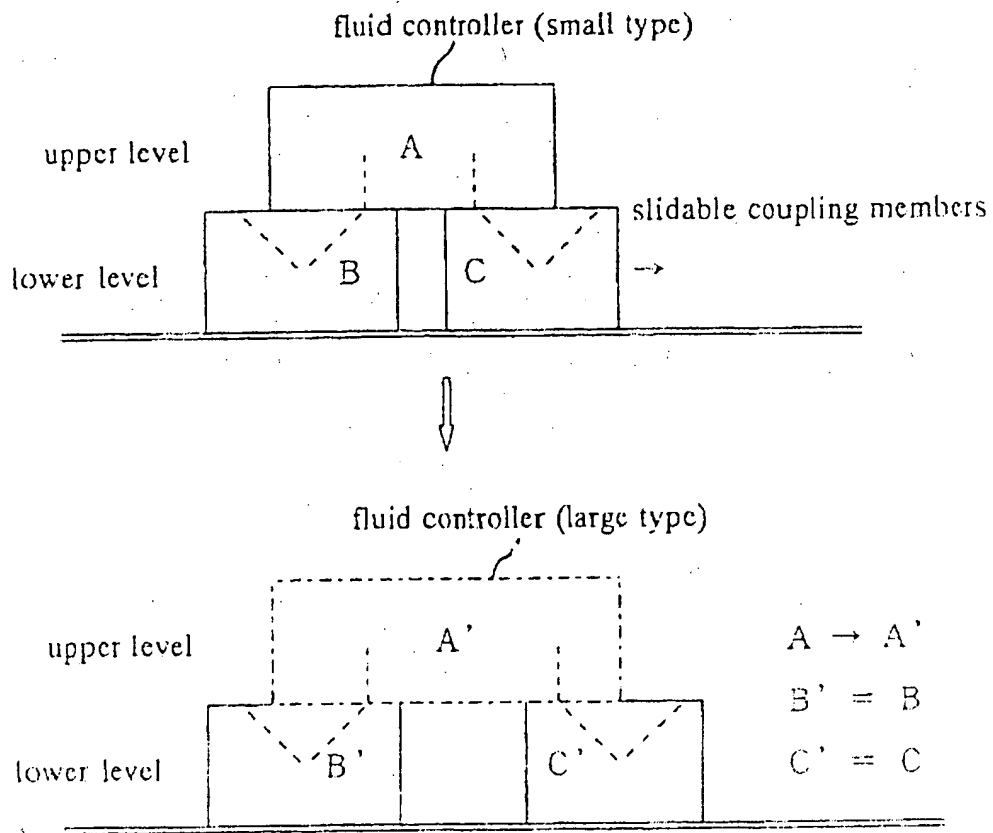 fluid controller (small type)
upper level
A
slidable coupling members
lower level
B
C
→
fluid controller (large type)
upper level
A'
A → A'
B' = B
lower level
B'
C'
C' = C